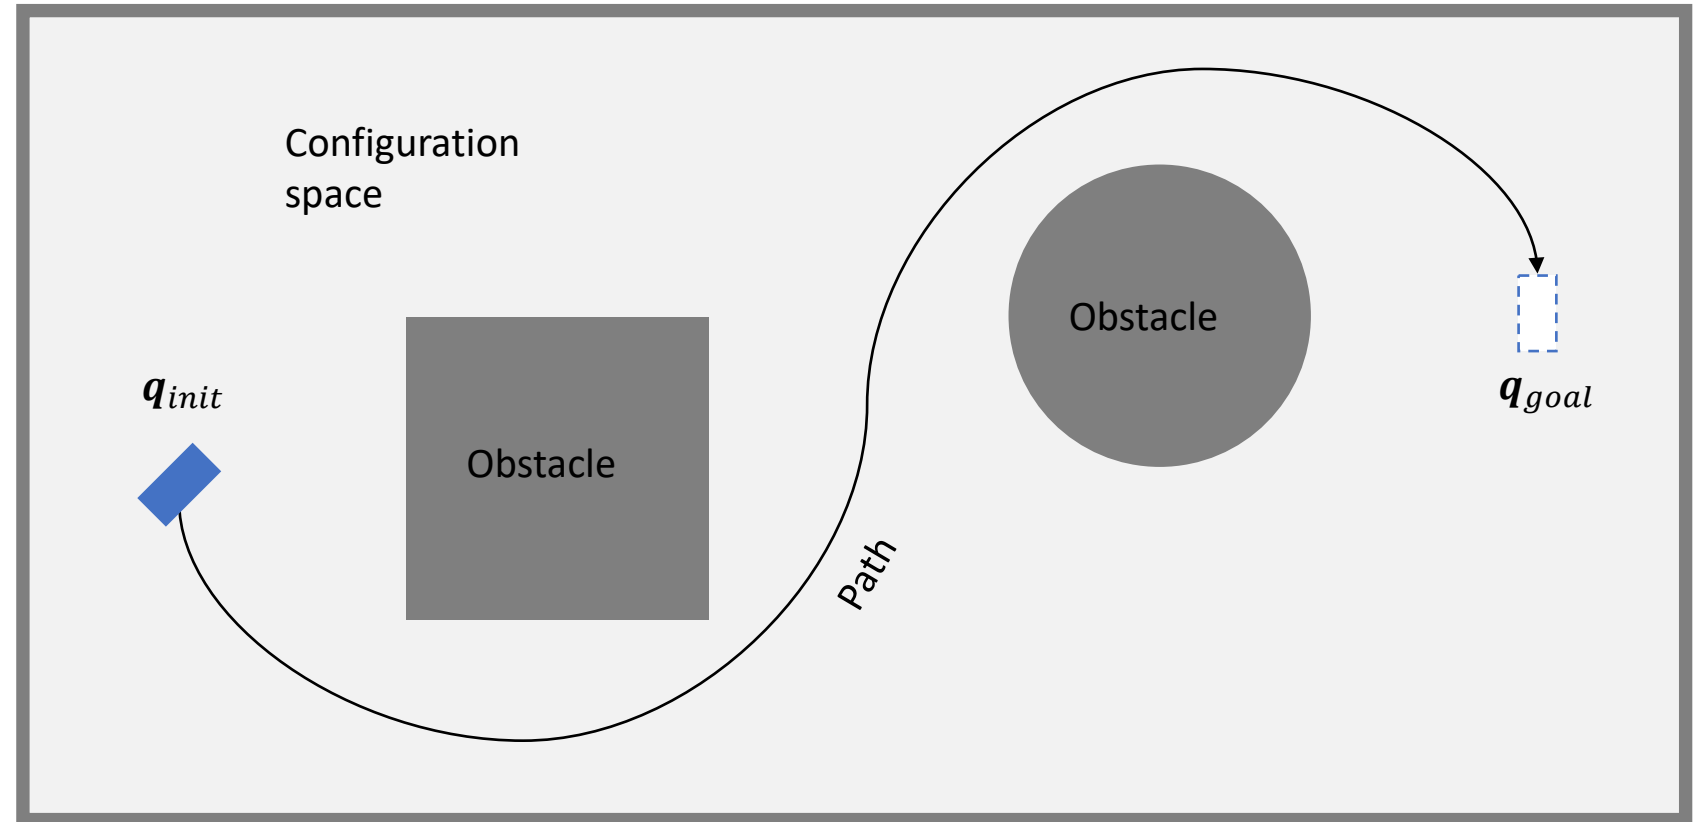 Configuration
space
Obstacle
q_init
q_goal
Obstacle
Path